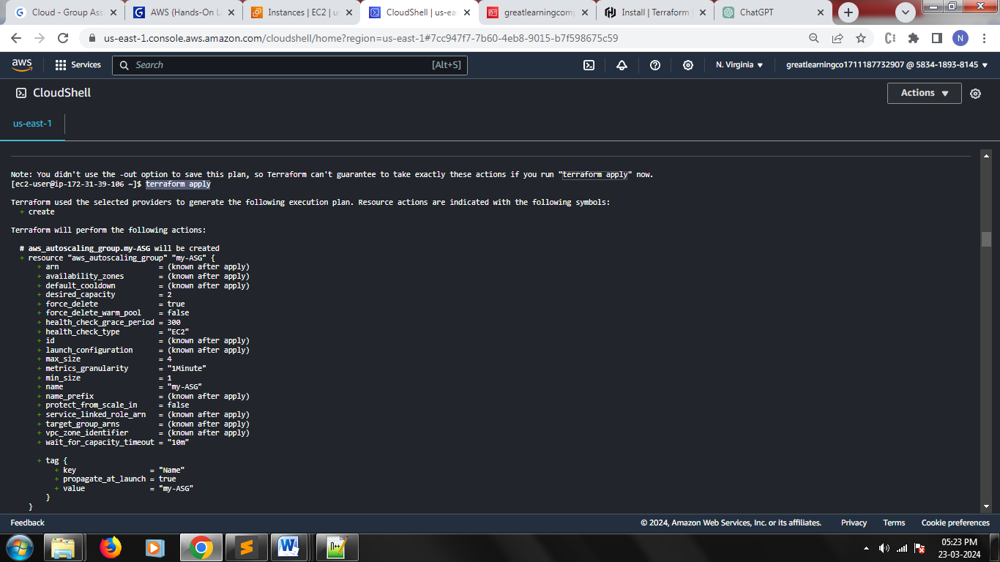 Cloud - Group Ass
AWS (Hands-On L
Instances | EC2 | us
CloudShell | us-ea
greatlearningcomp
Install | Terraform
ChatGPT
us-east-1.console.aws.amazon.com/cloudshell/home?region=us-east-1#7cc947f7-7b60-4eb8-9015-b7f598675c59
N
aws
Services
Search
[Alt+S]
N. Virginia
greatlearningco1711187732907 @ 5834-1893-8145
CloudShell
Actions
us-east-1
Note: You didn't use the -out option to save this plan, so Terraform can't guarantee to take exactly these actions if you run "terraform apply" now.
[ec2-user@ip-172-31-39-106 ~]$ terraform apply
Terraform used the selected providers to generate the following execution plan. Resource actions are indicated with the following symbols:
+ create
Terraform will perform the following actions:
# aws_autoscaling_group.my-ASG will be created
+ resource "aws_autoscaling_group" "my-ASG" {
+ arn = (known after apply)
+ availability_zones = (known after apply)
+ default_cooldown = (known after apply)
+ desired_capacity = 2
+ force_delete = true
+ force_delete_warm_pool = false
+ health_check_grace_period = 300
+ health_check_type = "EC2"
+ id = (known after apply)
+ launch_configuration = (known after apply)
+ max_size = 4
+ metrics_granularity = "1Minute"
+ min_size = 1
+ name = "my-ASG"
+ name_prefix = (known after apply)
+ protect_from_scale_in = false
+ service_linked_role_arn = (known after apply)
+ target_group_arns = (known after apply)
+ vpc_zone_identifier = (known after apply)
+ wait_for_capacity_timeout = "10m"
+ tag {
+ key = "Name"
+ propagate_at_launch = true
+ value = "my-ASG"
}
}
Feedback
© 2024, Amazon Web Services, Inc. or its affiliates.
Privacy
Terms
Cookie preferences
05:23 PM
23-03-2024